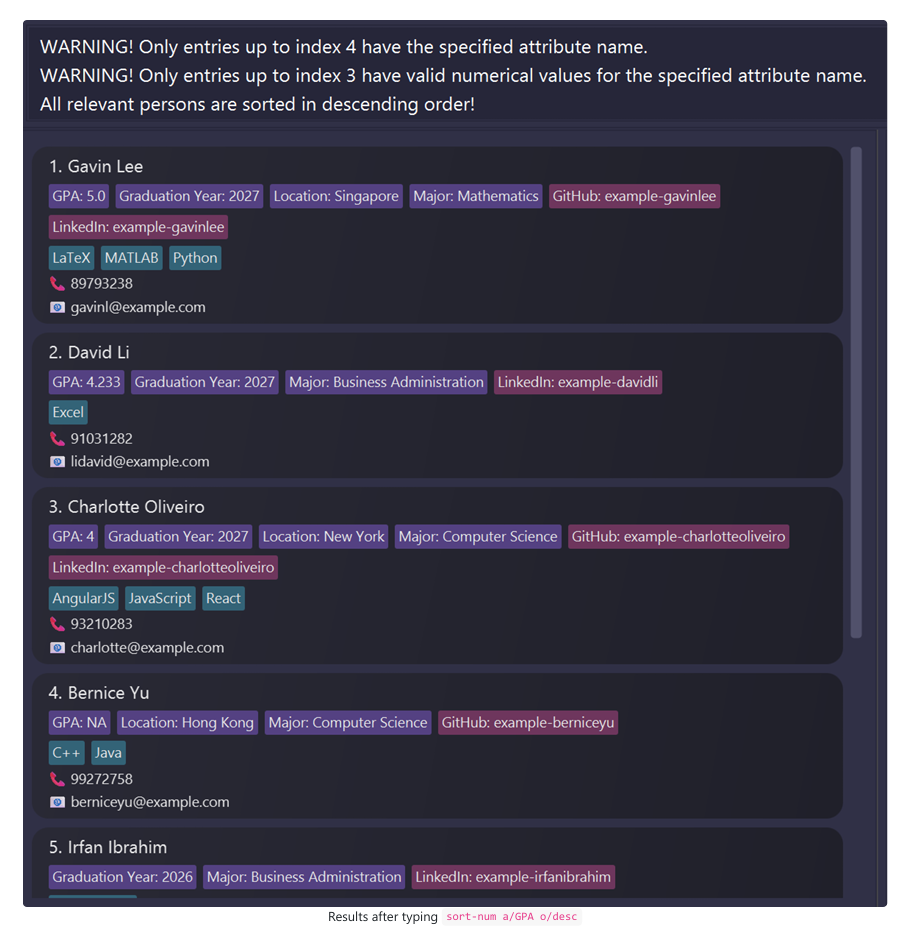 WARNING! Only entries up to index 4 have the specified attribute name.
WARNING! Only entries up to index 3 have valid numerical values for the specified attribute name.
All relevant persons are sorted in descending order!
1. Gavin Lee
GPA: 5.0 Graduation Year: 2027 Location: Singapore Major: Mathematics GitHub: example-gavinlee
LinkedIn: example-gavinlee
LaTeX MATLAB Python
89793238
gavinl@example.com
2. David Li
GPA: 4.233 Graduation Year: 2027 Major: Business Administration LinkedIn: example-davidli
Excel
91031282
lidavid@example.com
3. Charlotte Oliveiro
GPA: 4 Graduation Year: 2027 Location: New York Major: Computer Science GitHub: example-charlotteoliveiro
LinkedIn: example-charlotteoliveiro
AngularJS JavaScript React
93210283
charlotte@example.com
4. Bernice Yu
GPA: NA Location: Hong Kong Major: Computer Science GitHub: example-berniceyu
C++ Java
99272758
berniceyu@example.com
5. Irfan Ibrahim
Graduation Year: 2026 Major: Business Administration LinkedIn: example-irfanibrahim
Results after typing sort-num a/GPA o/desc